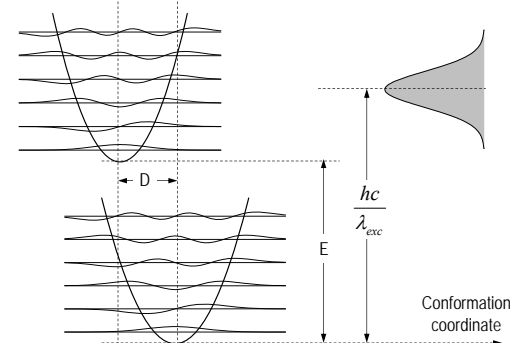 D
hc
λexc
E
Conformation
coordinate